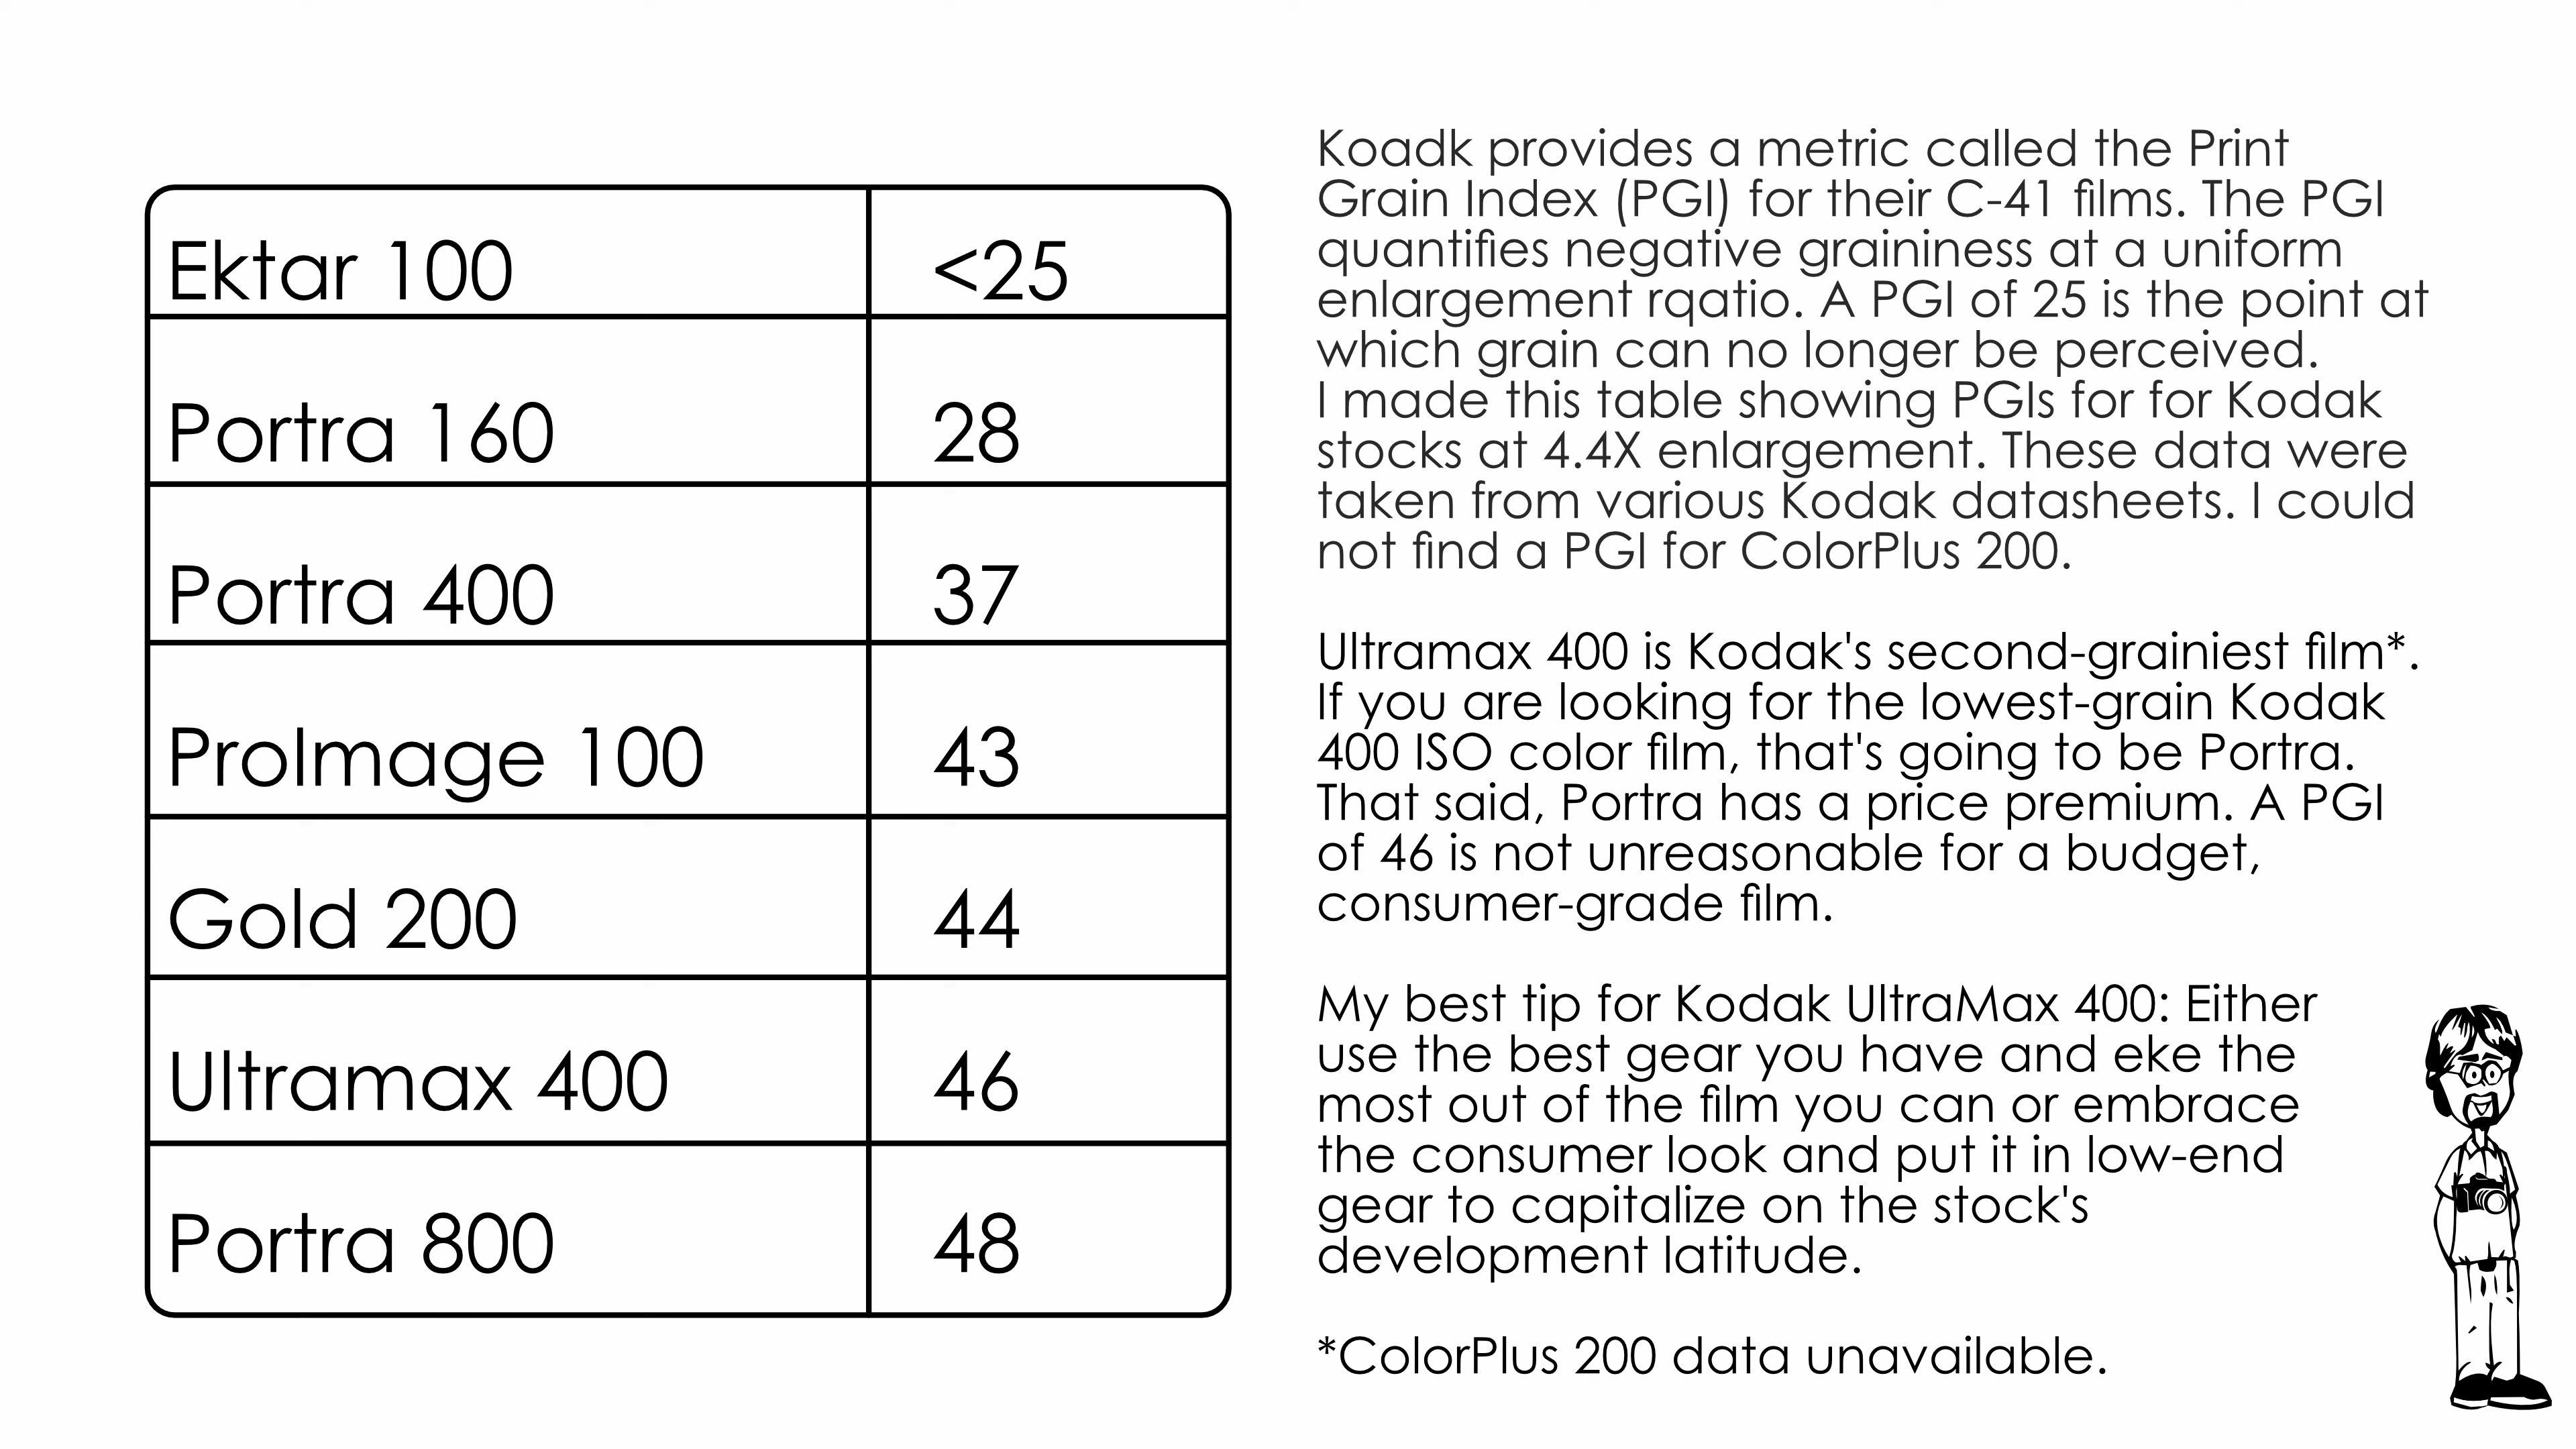 Ektar 100 <25
Portra 160 28
Portra 400 37
ProImage 100 43
Gold 200 44
Ultramax 400 46
Portra 800 48
Koadk provides a metric called the Print
Grain Index (PGI) for their C-41 films. The PGI
quantifies negative graininess at a uniform
enlargement rqatio. A PGI of 25 is the point at
which grain can no longer be perceived.
I made this table showing PGIs for for Kodak
stocks at 4.4X enlargement. These data were
taken from various Kodak datasheets. I could
not find a PGI for ColorPlus 200.
Ultramax 400 is Kodak's second-grainiest film*.
If you are looking for the lowest-grain Kodak
400 ISO color film, that's going to be Portra.
That said, Portra has a price premium. A PGI
of 46 is not unreasonable for a budget,
consumer-grade film.
My best tip for Kodak UltraMax 400: Either
use the best gear you have and eke the
most out of the film you can or embrace
the consumer look and put it in low-end
gear to capitalize on the stock's
development latitude.
*ColorPlus 200 data unavailable.